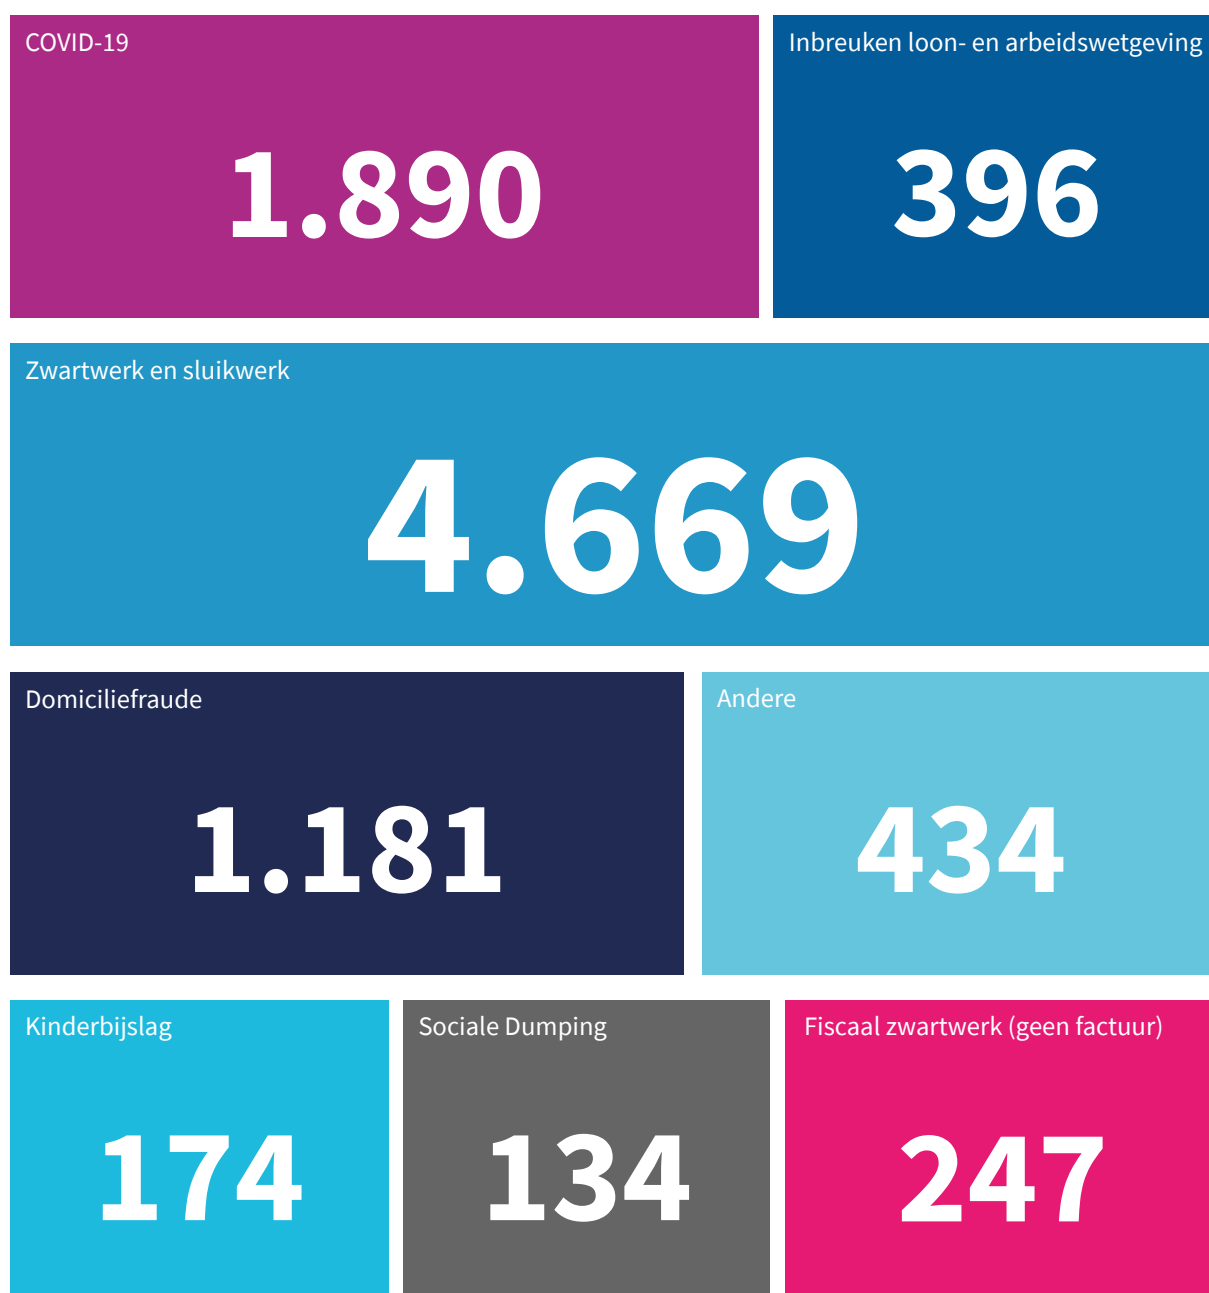 COVID-19
1.890
Inbreuken loon- en arbeidswetgeving
396
Zwartwerk en sluikwerk
4.669
Domiciliefraude
1.181
Andere
434
Kinderbijslag
174
Sociale Dumping
134
Fiscaal zwartwerk (geen factuur)
247